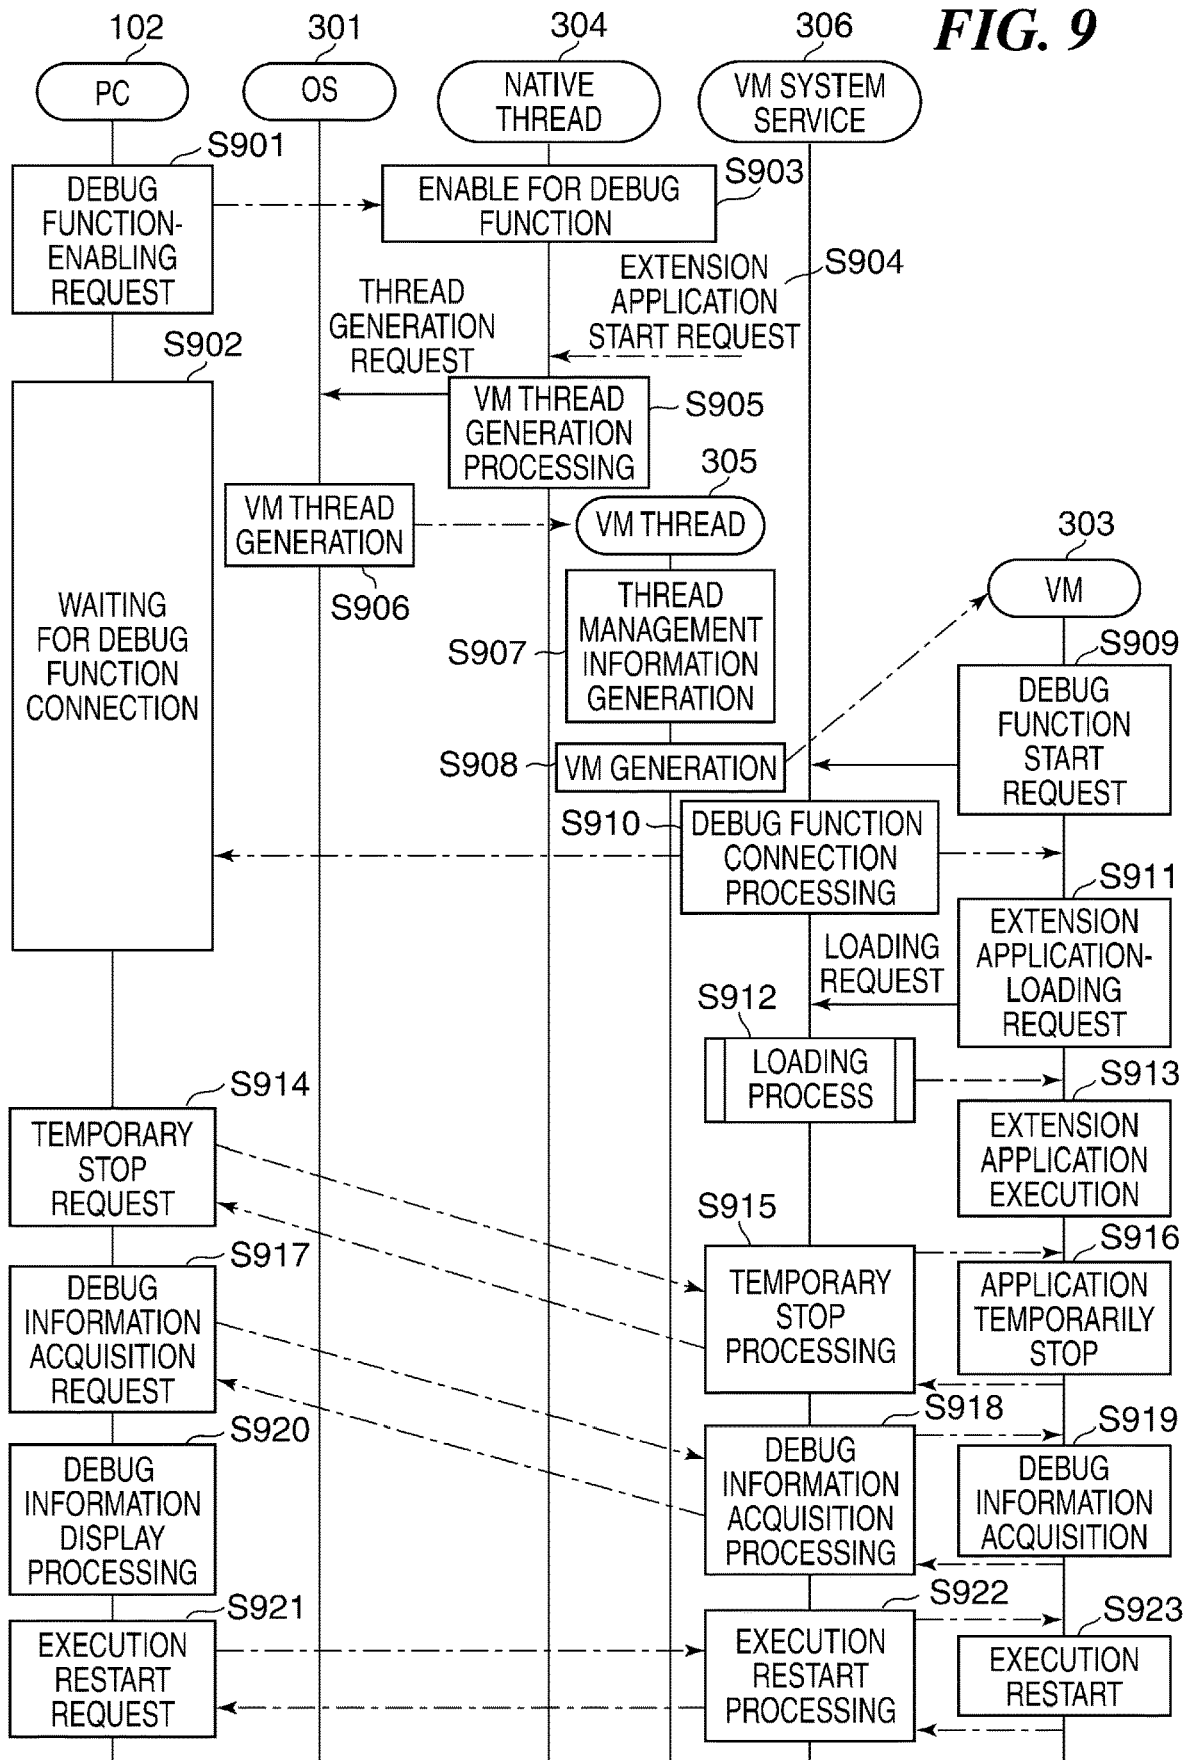 FIG. 9
102
301
304
306
PC
OS
NATIVE
THREAD
VM SYSTEM
SERVICE
S901
DEBUG
FUNCTION-
ENABLING
REQUEST
S903
ENABLE FOR DEBUG
FUNCTION
S904
EXTENSION
APPLICATION
START REQUEST
THREAD
GENERATION
REQUEST
S902
WAITING
FOR DEBUG
FUNCTION
CONNECTION
S905
VM THREAD
GENERATION
PROCESSING
305
VM THREAD
VM THREAD
GENERATION
S906
303
VM
S907
THREAD
MANAGEMENT
INFORMATION
GENERATION
S909
DEBUG
FUNCTION
START
REQUEST
S908
VM GENERATION
S910
DEBUG FUNCTION
CONNECTION
PROCESSING
S911
EXTENSION
APPLICATION-
LOADING
REQUEST
LOADING
REQUEST
S912
LOADING
PROCESS
S913
EXTENSION
APPLICATION
EXECUTION
S914
TEMPORARY
STOP
REQUEST
S915
TEMPORARY
STOP
PROCESSING
S916
APPLICATION
TEMPORARILY
STOP
S917
DEBUG
INFORMATION
ACQUISITION
REQUEST
S918
DEBUG
INFORMATION
ACQUISITION
PROCESSING
S919
DEBUG
INFORMATION
ACQUISITION
S920
DEBUG
INFORMATION
DISPLAY
PROCESSING
S921
EXECUTION
RESTART
REQUEST
S922
EXECUTION
RESTART
PROCESSING
S923
EXECUTION
RESTART